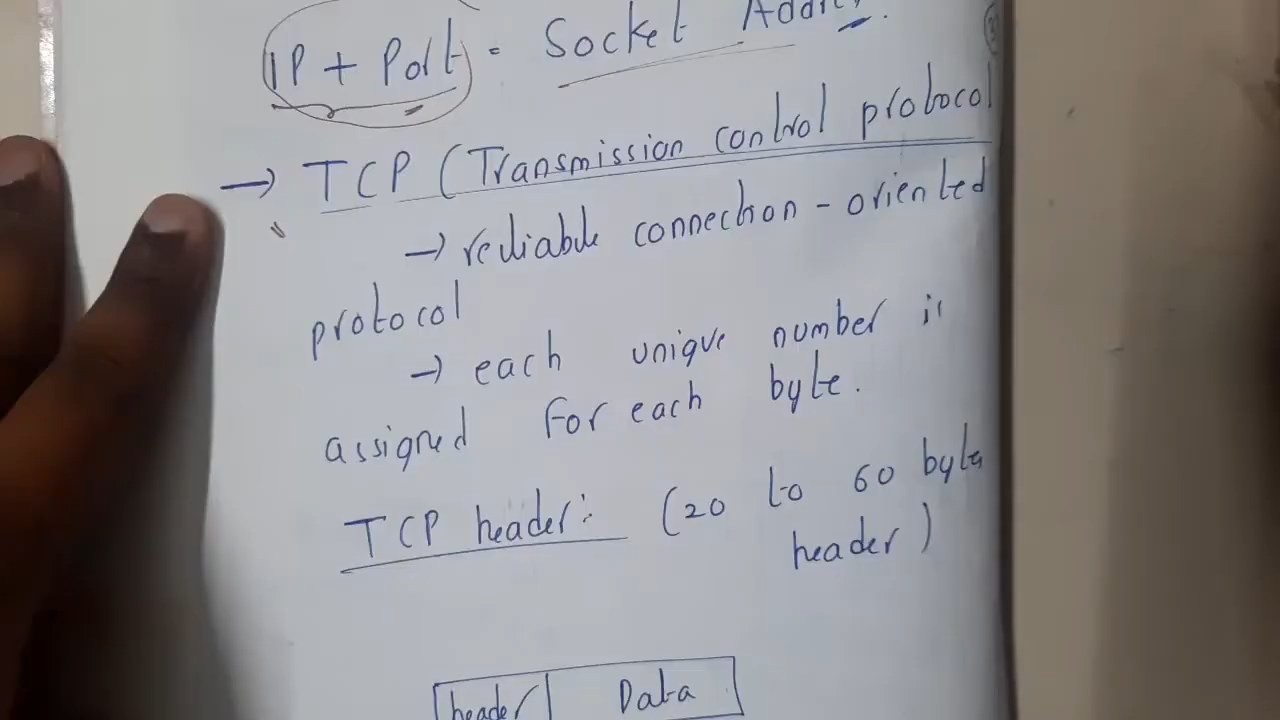 (IP + Port) = Socket Addr
→ TCP (Transmission control protocol
→ reliable connection - oriented
protocol
→ each unique number is
assigned for each byte.
TCP header: (20 to 60 byte
header)
header Data